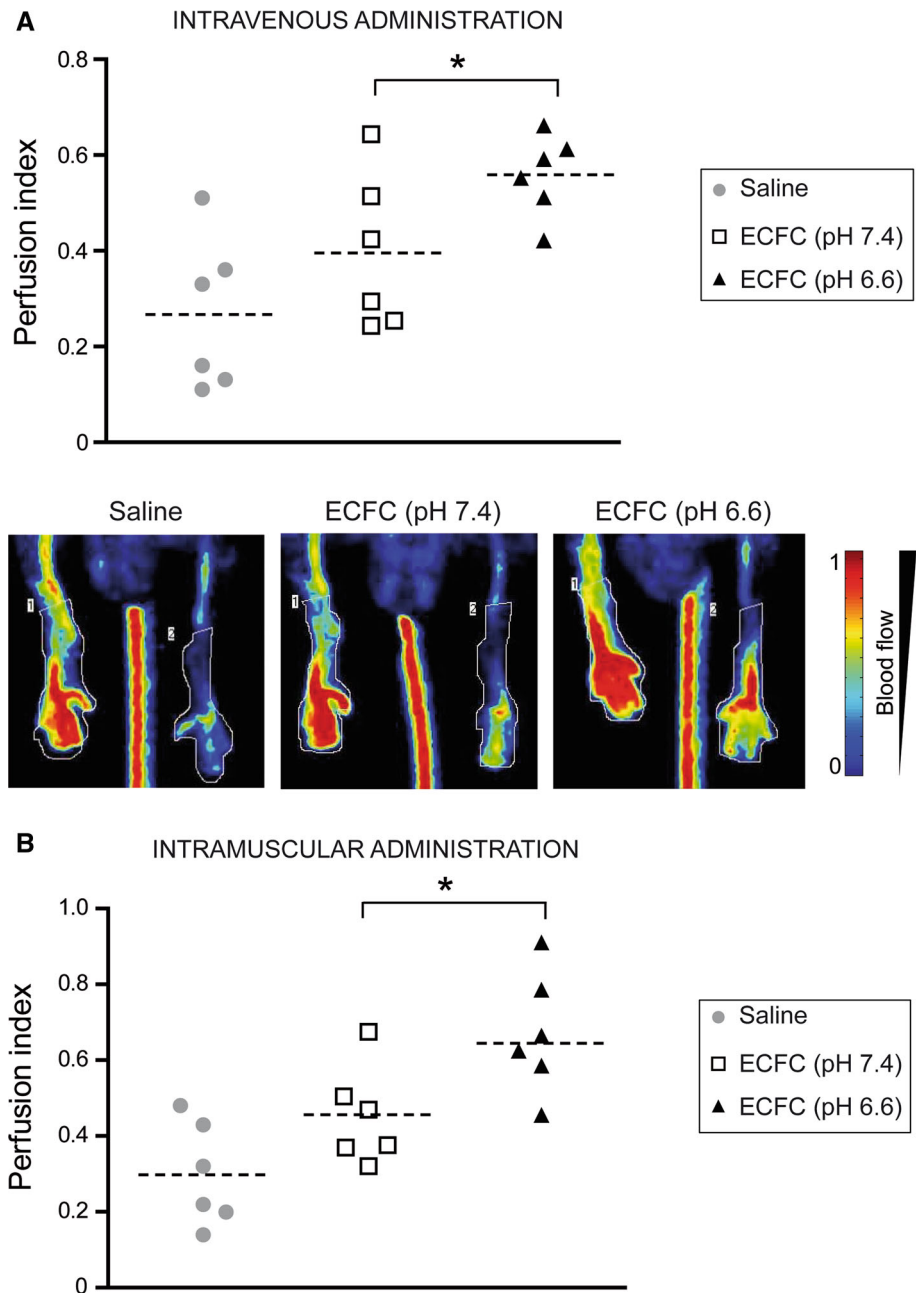 A
INTRAVENOUS ADMINISTRATION
*
0.8
0.6
0.4
0.2
0
Perfusion index
Saline
ECFC (pH 7.4)
ECFC (pH 6.6)
Saline
ECFC (pH 7.4)
ECFC (pH 6.6)
1
2
1
2
1
2
1
0
Blood flow
B
INTRAMUSCULAR ADMINISTRATION
*
1.0
0.8
0.6
0.4
0.2
0
Perfusion index
Saline
ECFC (pH 7.4)
ECFC (pH 6.6)